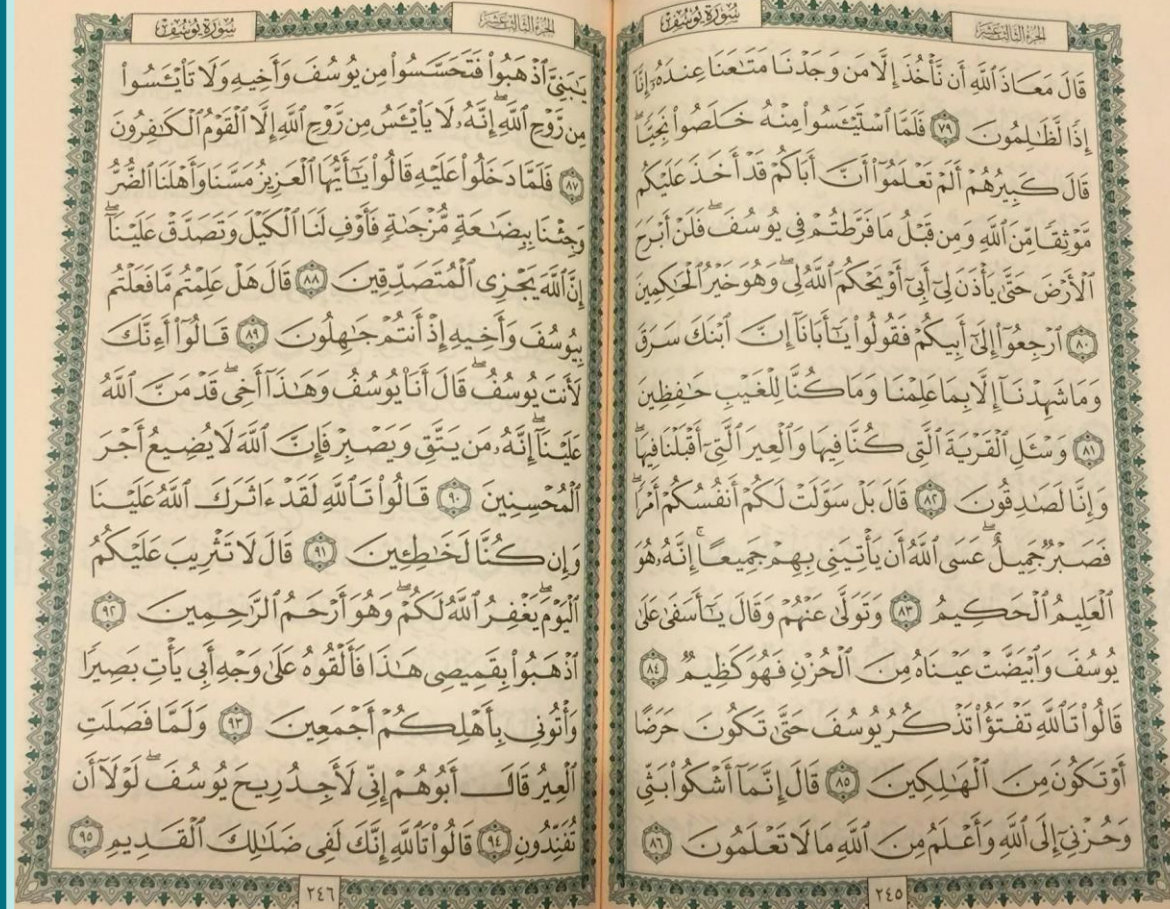 الجزء الثالث عشر
سورة يوسف
قَالَ مَعَاذَ ٱللَّهِ أَن نَّأْخُذَ إِلَّا مَن وَجَدْنَا مَتَـٰعَنَا عِندَهُۥٓ إِنَّآ
إِذًا لَّظَـٰلِمُونَ ٧٩ فَلَمَّا ٱسْتَيْـَٔسُوا۟ مِنْهُ خَلَصُوا۟ نَجِيًّا ۖ
قَالَ كَبِيرُهُمْ أَلَمْ تَعْلَمُوٓا۟ أَنَّ أَبَاكُمْ قَدْ أَخَذَ عَلَيْكُم
مَّوْثِقًا مِّنَ ٱللَّهِ وَمِن قَبْلُ مَا فَرَّطتُمْ فِى يُوسُفَ ۖ فَلَنْ أَبْرَحَ
ٱلْأَرْضَ حَتَّىٰ يَأْذَنَ لِىٓ أَبِىٓ أَوْ يَحْكُمَ ٱللَّهُ لِى ۖ وَهُوَ خَيْرُ ٱلْحَـٰكِمِينَ
٨٠ ٱرْجِعُوٓا۟ إِلَىٰٓ أَبِيكُمْ فَقُولُوا۟ يَـٰٓأَبَانَآ إِنَّ ٱبْنَكَ سَرَقَ
وَمَا شَهِدْنَآ إِلَّا بِمَا عَلِمْنَا وَمَا كُنَّا لِلْغَيْبِ حَـٰفِظِينَ
٨١ وَسْـَٔلِ ٱلْقَرْيَةَ ٱلَّتِى كُنَّا فِيهَا وَٱلْعِيرَ ٱلَّتِىٓ أَقْبَلْنَا فِيهَا ۖ
وَإِنَّا لَصَـٰدِقُونَ ٨٢ قَالَ بَلْ سَوَّلَتْ لَكُمْ أَنفُسُكُمْ أَمْرًا ۖ
فَصَبْرٌ جَمِيلٌ ۖ عَسَى ٱللَّهُ أَن يَأْتِيَنِى بِهِمْ جَمِيعًا ۚ إِنَّهُۥ هُوَ
ٱلْعَلِيمُ ٱلْحَكِيمُ ٨٣ وَتَوَلَّىٰ عَنْهُمْ وَقَالَ يَـٰٓأَسَفَىٰ عَلَىٰ
يُوسُفَ وَٱبْيَضَّتْ عَيْنَاهُ مِنَ ٱلْحُزْنِ فَهُوَ كَظِيمٌ ٨٤
قَالُوا۟ تَٱللَّهِ تَفْتَؤُا۟ تَذْكُرُ يُوسُفَ حَتَّىٰ تَكُونَ حَرَضًا
أَوْ تَكُونَ مِنَ ٱلْهَـٰلِكِينَ ٨٥ قَالَ إِنَّمَآ أَشْكُوا۟ بَثِّى
وَحُزْنِىٓ إِلَى ٱللَّهِ وَأَعْلَمُ مِنَ ٱللَّهِ مَا لَا تَعْلَمُونَ ٨٦
٢٤٥
الجزء الثالث عشر
سورة يوسف
يَـٰبَنِىَّ ٱذْهَبُوا۟ فَتَحَسَّسُوا۟ مِن يُوسُفَ وَأَخِيهِ وَلَا تَا۟يْـَٔسُوا۟
مِن رَّوْحِ ٱللَّهِ ۖ إِنَّهُۥ لَا يَا۟يْـَٔسُ مِن رَّوْحِ ٱللَّهِ إِلَّا ٱلْقَوْمُ ٱلْكَـٰفِرُونَ
٨٧ فَلَمَّا دَخَلُوا۟ عَلَيْهِ قَالُوا۟ يَـٰٓأَيُّهَا ٱلْعَزِيزُ مَسَّنَا وَأَهْلَنَا ٱلضُّرُّ
وَجِئْنَا بِبِضَـٰعَةٍ مُّزْجَىٰةٍ فَأَوْفِ لَنَا ٱلْكَيْلَ وَتَصَدَّقْ عَلَيْنَآ ۖ
إِنَّ ٱللَّهَ يَجْزِى ٱلْمُتَصَدِّقِينَ ٨٨ قَالَ هَلْ عَلِمْتُم مَّا فَعَلْتُم
بِيُوسُفَ وَأَخِيهِ إِذْ أَنتُمْ جَـٰهِلُونَ ٨٩ قَالُوٓا۟ أَءِنَّكَ
لَأَنتَ يُوسُفُ ۖ قَالَ أَنَا۠ يُوسُفُ وَهَـٰذَآ أَخِى ۖ قَدْ مَنَّ ٱللَّهُ
عَلَيْنَآ ۖ إِنَّهُۥ مَن يَتَّقِ وَيَصْبِرْ فَإِنَّ ٱللَّهَ لَا يُضِيعُ أَجْرَ
ٱلْمُحْسِنِينَ ٩٠ قَالُوا۟ تَٱللَّهِ لَقَدْ ءَاثَرَكَ ٱللَّهُ عَلَيْنَا
وَإِن كُنَّا لَخَـٰطِـِٔينَ ٩١ قَالَ لَا تَثْرِيبَ عَلَيْكُمُ
ٱلْيَوْمَ ۖ يَغْفِرُ ٱللَّهُ لَكُمْ ۖ وَهُوَ أَرْحَمُ ٱلرَّٰحِمِينَ ٩٢
ٱذْهَبُوا۟ بِقَمِيصِى هَـٰذَا فَأَلْقُوهُ عَلَىٰ وَجْهِ أَبِى يَأْتِ بَصِيرًا
وَأْتُونِى بِأَهْلِكُمْ أَجْمَعِينَ ٩٣ وَلَمَّا فَصَلَتِ
ٱلْعِيرُ قَالَ أَبُوهُمْ إِنِّى لَأَجِدُ رِيحَ يُوسُفَ ۖ لَوْلَآ أَن
تُفَنِّدُونِ ٩٤ قَالُوا۟ تَٱللَّهِ إِنَّكَ لَفِى ضَلَـٰلِكَ ٱلْقَدِيمِ ٩٥
٢٤٦